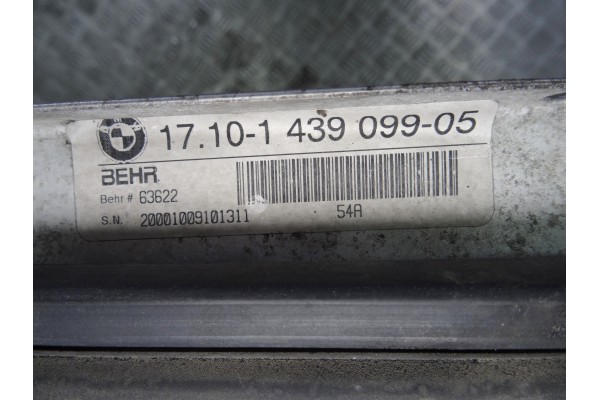 17.10-1 439 099-05
BEHR
Behr # 63622
S.N. 20001009101311
54A